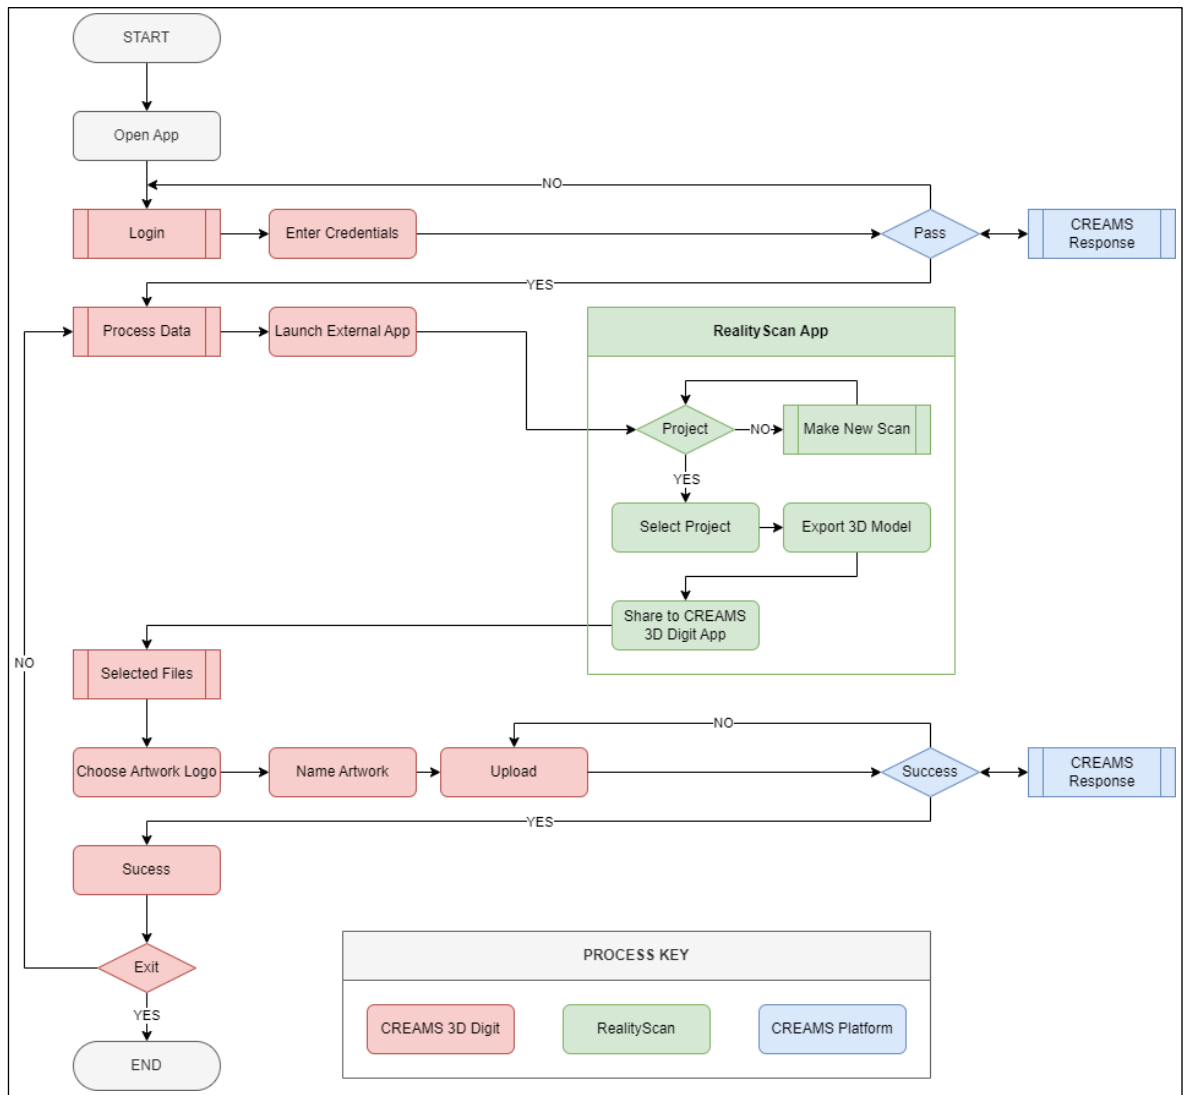 START
Open App
NO
Login
Enter Credentials
Pass
CREAMS
Response
YES
Process Data
Launch External App
RealityScan App
Project
NO
Make New Scan
YES
Select Project
Export 3D Model
Share to CREAMS
3D Digit App
NO
Selected Files
NO
Choose Artwork Logo
Name Artwork
Upload
Success
CREAMS
Response
YES
Sucess
Exit
YES
END
PROCESS KEY
CREAMS 3D Digit
RealityScan
CREAMS Platform